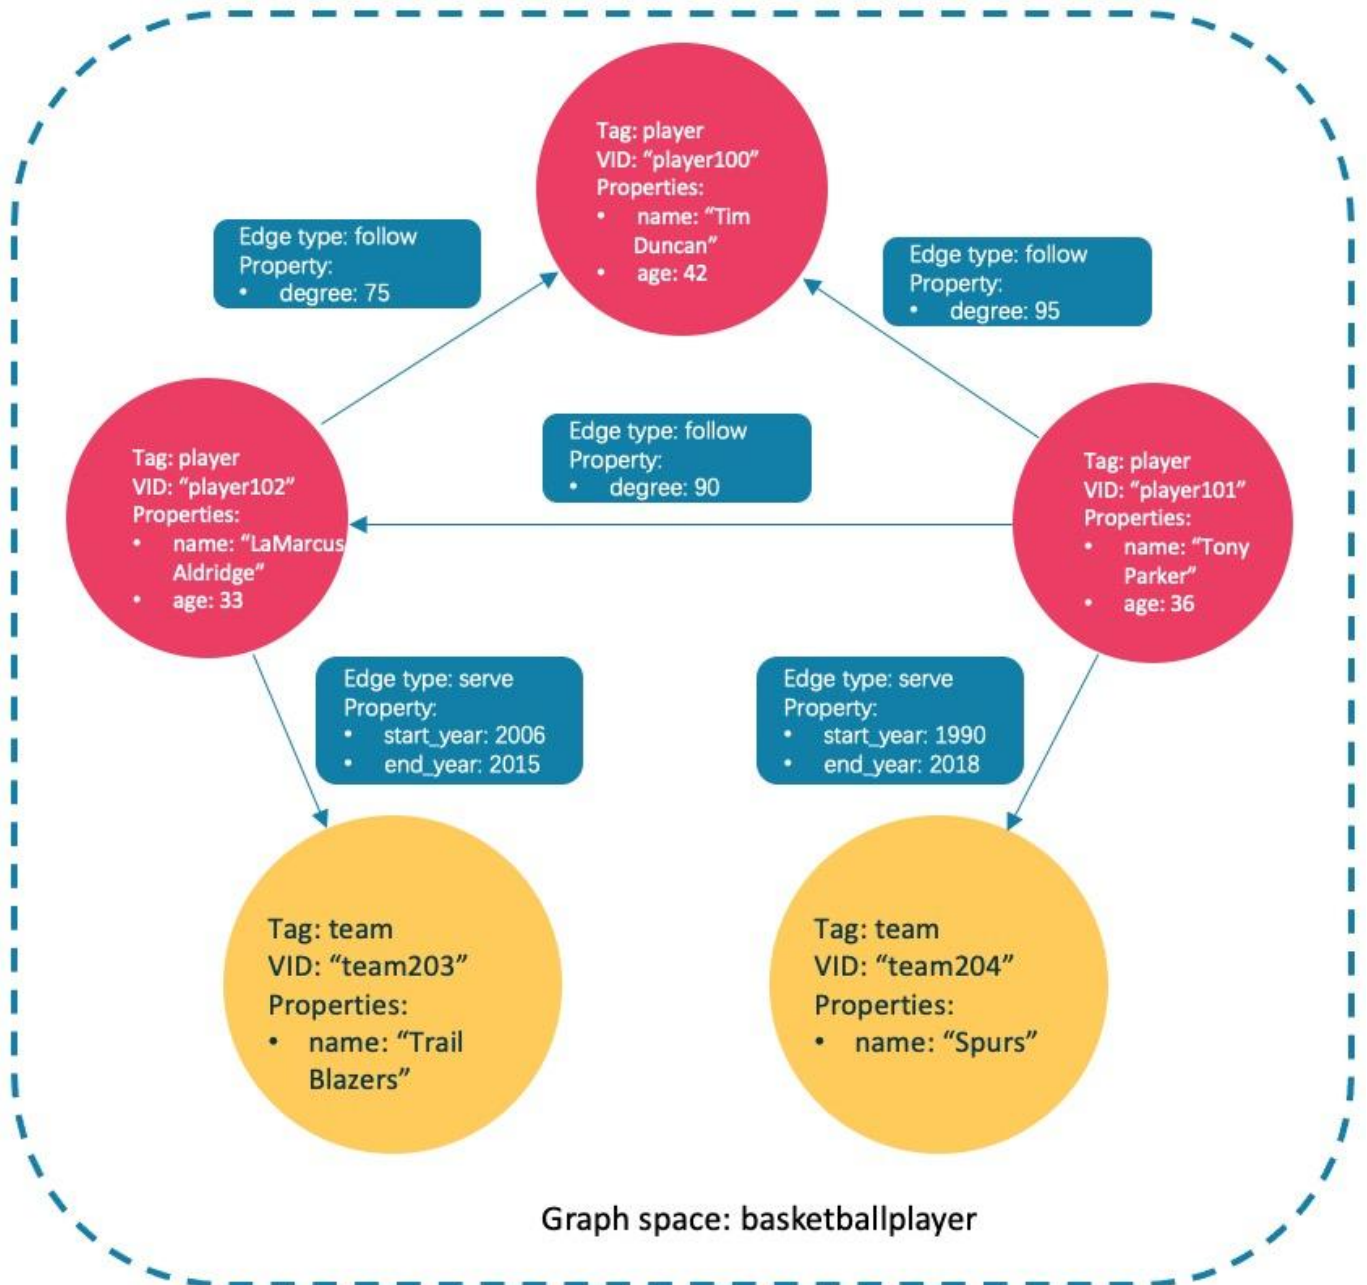 Tag: player
VID: “player100”
Properties:
• name: “Tim
Duncan”
• age: 42
Edge type: follow
Property:
• degree: 75
Edge type: follow
Property:
• degree: 95
Edge type: follow
Property:
• degree: 90
Tag: player
VID: “player102”
Properties:
• name: “LaMarcus
Aldridge”
• age: 33
Tag: player
VID: “player101”
Properties:
• name: “Tony
Parker”
• age: 36
Edge type: serve
Property:
• start_year: 2006
• end_year: 2015
Edge type: serve
Property:
• start_year: 1990
• end_year: 2018
Tag: team
VID: “team203”
Properties:
• name: “Trail
Blazers”
Tag: team
VID: “team204”
Properties:
• name: “Spurs”
Graph space: basketballplayer